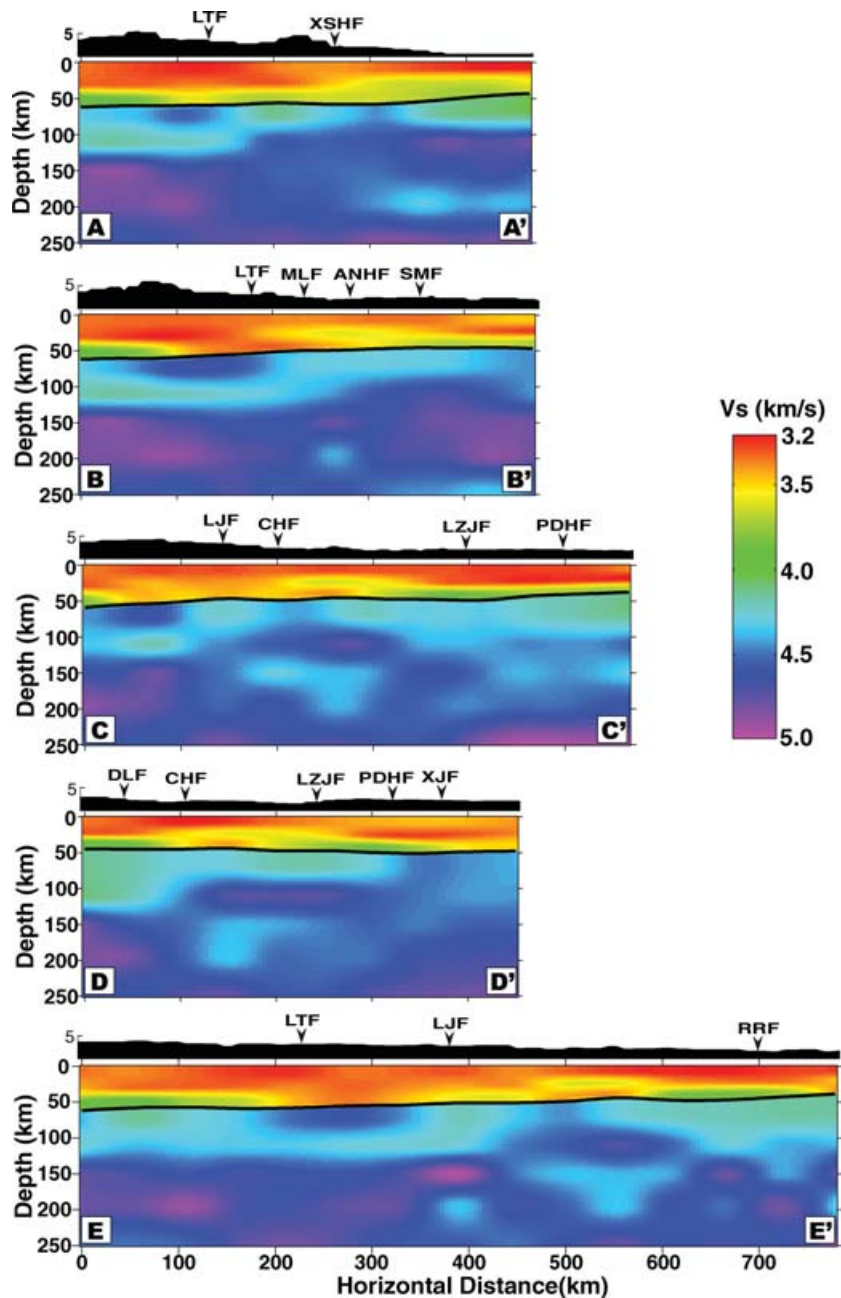 LTF XSHF
5
0
50
100
150
200
250
Depth (km)
A A'
LTF MLF ANHF SMF
5
0
50
100
150
200
250
Depth (km)
B B'
Vs (km/s)
3.2
3.5
4.0
4.5
5.0
LJF CHF LZJF PDHF
5
0
50
100
150
200
250
Depth (km)
C C'
DLF CHF LZJF PDHF XJF
5
0
50
100
150
200
250
Depth (km)
D D'
LTF LJF RRF
5
0
50
100
150
200
250
Depth (km)
E E'
0 100 200 300 400 500 600 700
Horizontal Distance(km)